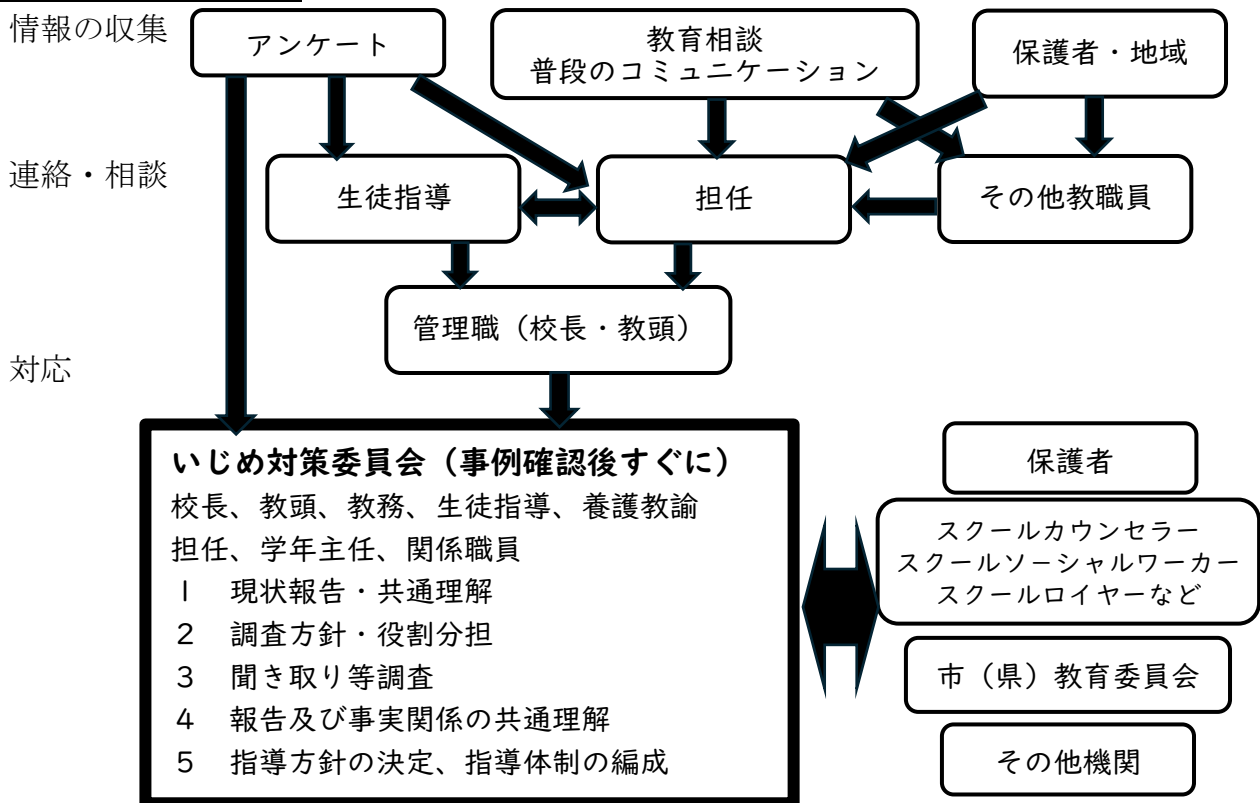 情報の収集
アンケート
教育相談
普段のコミュニケーション
保護者・地域
連絡・相談
生徒指導
担任
その他教職員
管理職（校長・教頭）
対応
いじめ対策委員会（事例確認後すぐに）
校長、教頭、教務、生徒指導、養護教諭
担任、学年主任、関係職員
1 現状報告・共通理解
2 調査方針・役割分担
3 聞き取り等調査
4 報告及び事実関係の共通理解
5 指導方針の決定、指導体制の編成
保護者
スクールカウンセラー
スクールソーシャルワーカー
スクールロイヤーなど
市（県）教育委員会
その他機関